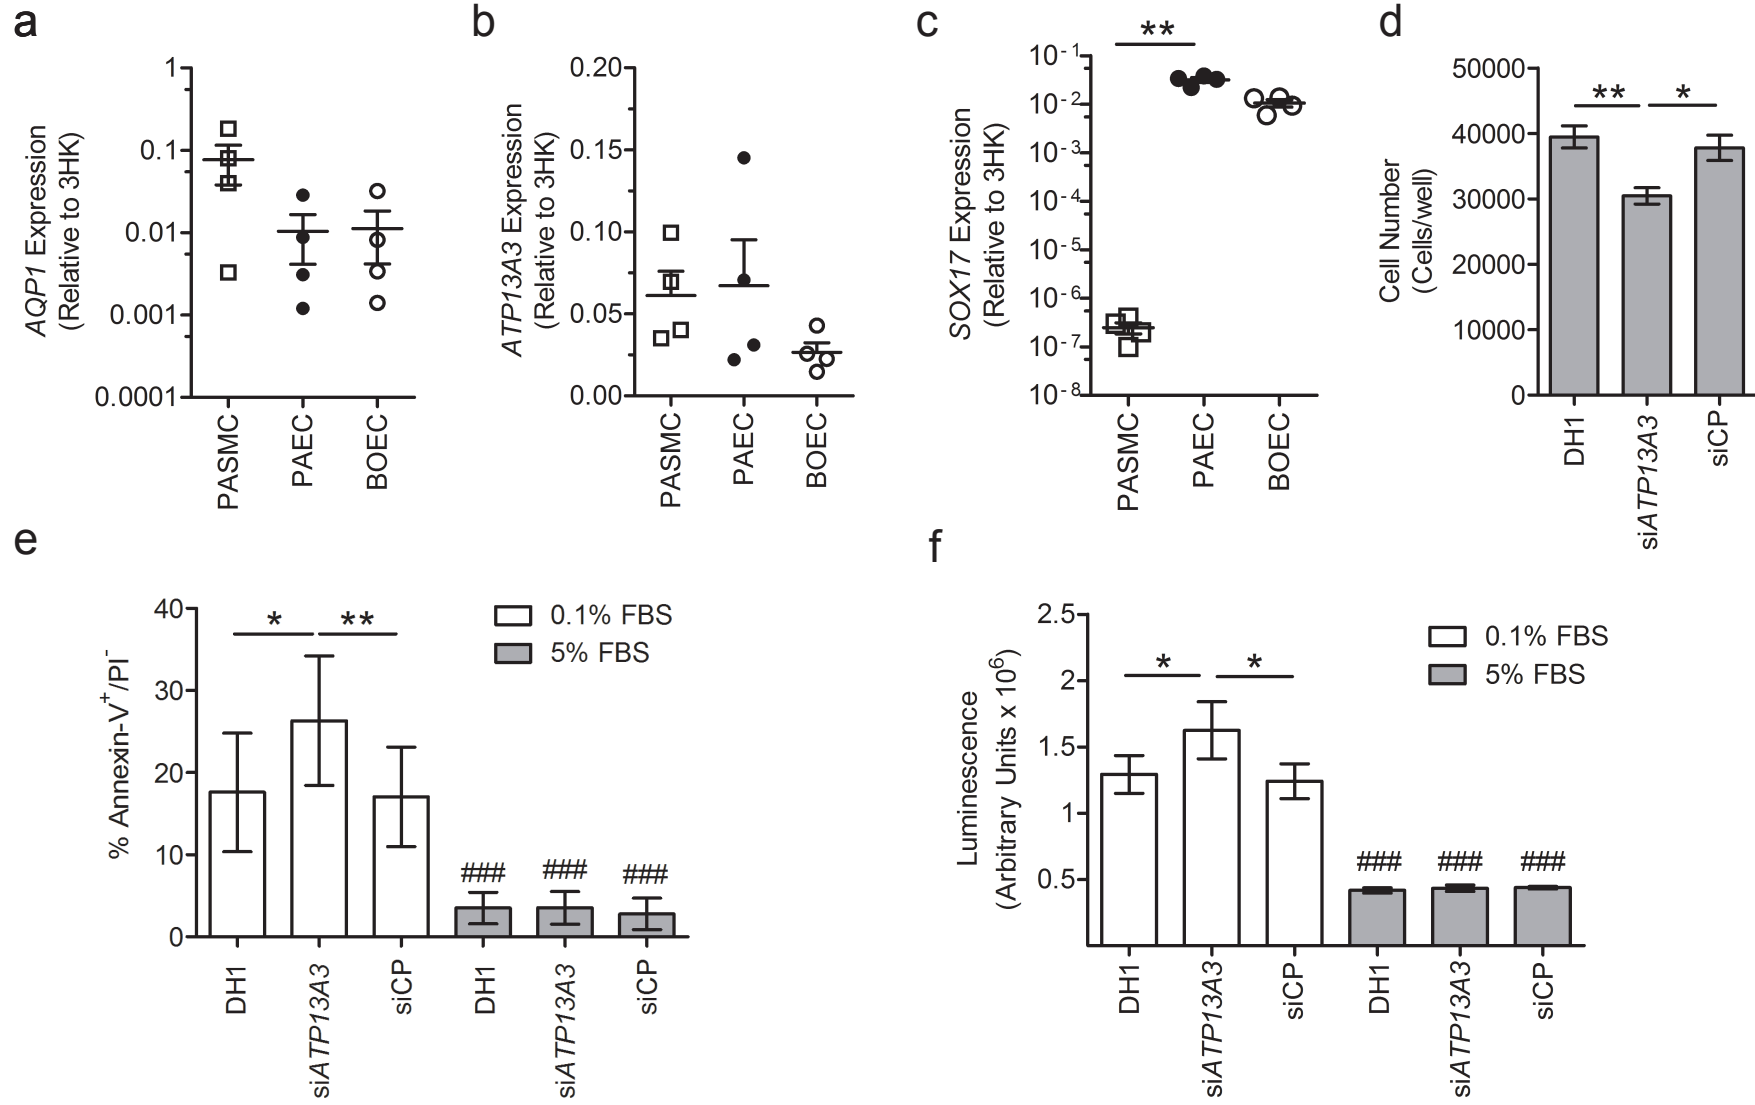 a
AQP1 Expression
(Relative to 3HK)
1
0.1
0.01
0.001
0.0001
PASMC
PAEC
BOEC
b
ATP13A3 Expression
(Relative to 3HK)
0.20
0.15
0.10
0.05
0.00
PASMC
PAEC
BOEC
c
SOX17 Expression
(Relative to 3HK)
**
10-1
10-2
10-3
10-4
10-5
10-6
10-7
10-8
PASMC
PAEC
BOEC
d
Cell Number
(Cells/well)
50000
40000
30000
20000
10000
0
** *
DH1
siATP13A3
siCP
e
% Annexin-V+/PI-
40
30
20
10
0
* **
0.1% FBS
5% FBS
### ### ###
DH1
siATP13A3
siCP
DH1
siATP13A3
siCP
f
Luminescence
(Arbitrary Units x 106)
2.5
2
1.5
1
0.5
* *
0.1% FBS
5% FBS
### ### ###
DH1
siATP13A3
siCP
DH1
siATP13A3
siCP